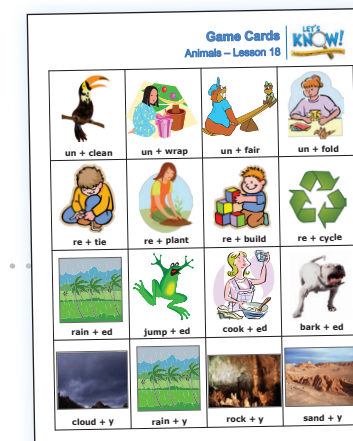 Game Cards
Animals – Lesson 18
LET'S
KNOW!
un + clean un + wrap un + fair un + fold
re + tie re + plant re + build re + cycle
rain + ed jump + ed cook + ed bark + ed
cloud + y rain + y rock + y sand + y